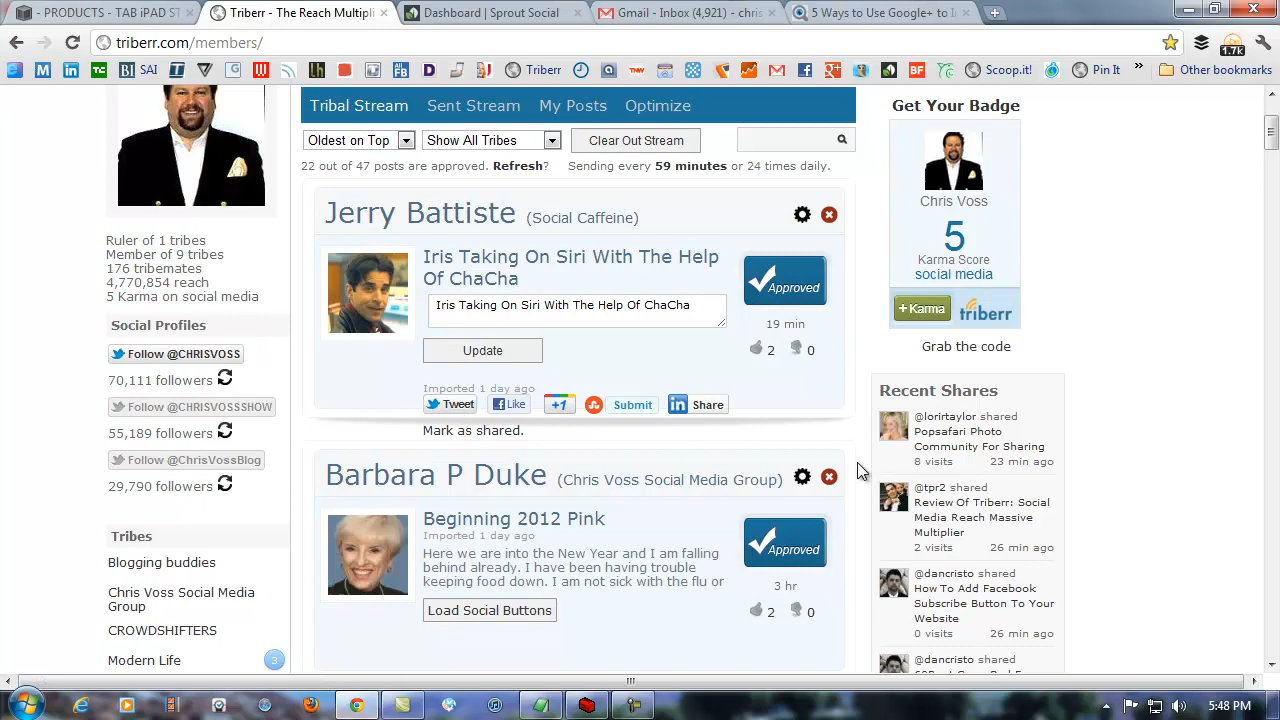 - PRODUCTS - TAB iPAD ST
Triberr - The Reach Multipli
Dashboard | Sprout Social
Gmail - Inbox (4,921) - chris
5 Ways to Use Google+ to I
triberr.com/members/
1.7k
SAI
Triberr
Scoop.it!
Pin It
Other bookmarks
Tribal Stream
Sent Stream
My Posts
Optimize
Oldest on Top
Show All Tribes
Clear Out Stream
22 out of 47 posts are approved. Refresh?
Sending every 59 minutes or 24 times daily.
Ruler of 1 tribes
Member of 9 tribes
176 tribemates
4,770,854 reach
5 Karma on social media
Social Profiles
Follow @CHRISVOSS
70,111 followers
Follow @CHRISVOSSSHOW
55,189 followers
Follow @ChrisVossBlog
29,790 followers
Tribes
Blogging buddies
Chris Voss Social Media
Group
CROWDSHIFTERS
Modern Life
3
Jerry Battiste (Social Caffeine)
Iris Taking On Siri With The Help
Of ChaCha
Iris Taking On Siri With The Help Of ChaCha
Update
Approved
19 min
2
0
Imported 1 day ago
Tweet
Like
+1
Submit
Share
Mark as shared.
Barbara P Duke (Chris Voss Social Media Group)
Beginning 2012 Pink
Imported 1 day ago
Here we are into the New Year and I am falling
behind already. I have been having trouble
keeping food down. I am not sick with the flu or
Load Social Buttons
Approved
3 hr
2
0
Get Your Badge
Chris Voss
5
Karma Score
social media
+Karma
triberr
Grab the code
Recent Shares
@lorirtaylor shared
Popsafari Photo
Community For Sharing
8 visits
23 min ago
@tpr2 shared
Review Of Triberr: Social
Media Reach Massive
Multiplier
2 visits
26 min ago
@dancristo shared
How To Add Facebook
Subscribe Button To Your
Website
0 visits
26 min ago
@dancristo shared
5:48 PM